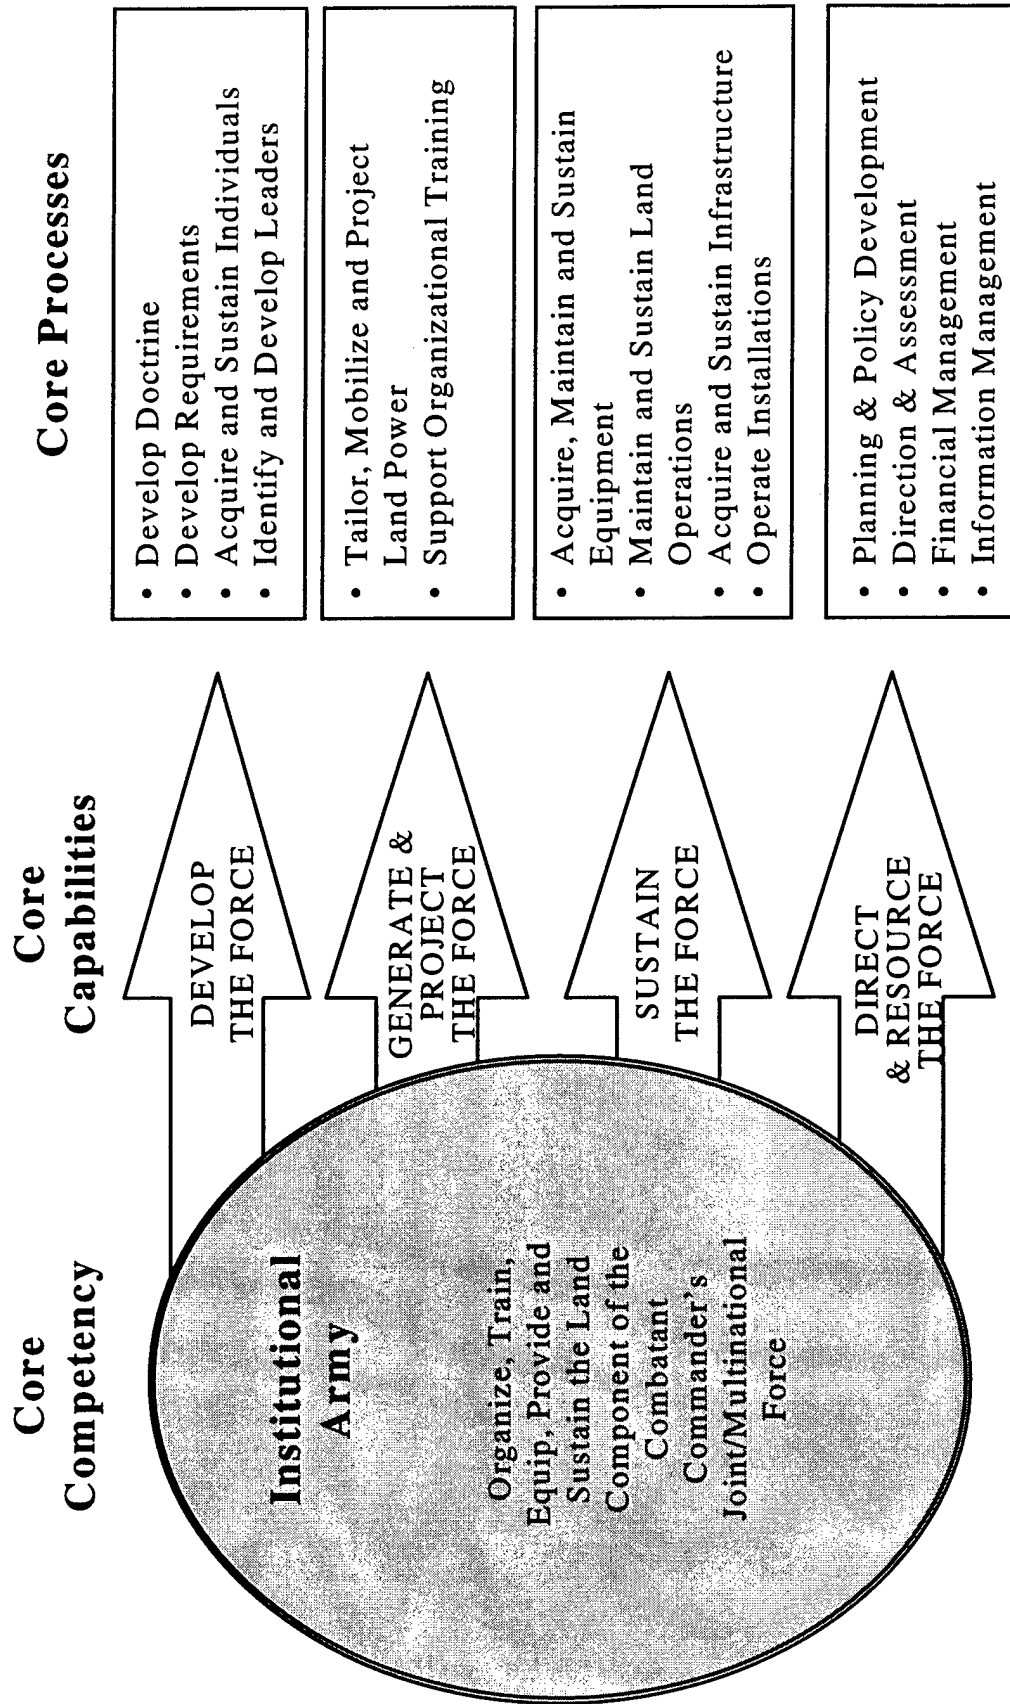 Core
Competency
Core
Capabilities
Core Processes
Institutional
Army
Organize, Train,
Equip, Provide and
Sustain the Land
Component of the
Combatant
Commander's
Joint/Multinational
Force
DEVELOP
THE FORCE
GENERATE &
PROJECT
THE FORCE
SUSTAIN
THE FORCE
DIRECT
& RESOURCE
THE FORCE
• Develop Doctrine
• Develop Requirements
• Acquire and Sustain Individuals
• Identify and Develop Leaders
• Tailor, Mobilize and Project
Land Power
• Support Organizational Training
• Acquire, Maintain and Sustain
Equipment
• Maintain and Sustain Land
Operations
• Acquire and Sustain Infrastructure
• Operate Installations
• Planning & Policy Development
• Direction & Assessment
• Financial Management
• Information Management